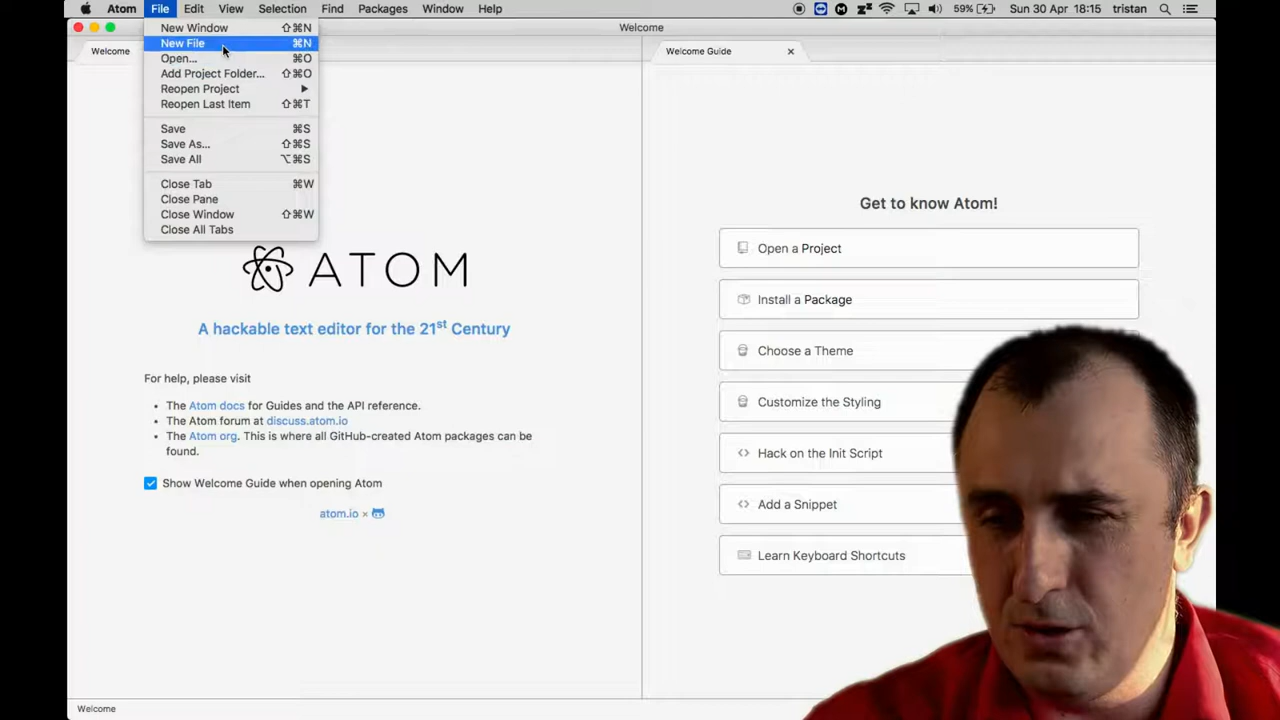 Atom File Edit View Selection Find Packages Window Help 59% Sun 30 Apr 18:15 tristan
Welcome
Welcome
Welcome Guide
New Window ⇧⌘N
New File ⌘N
Open... ⌘O
Add Project Folder... ⇧⌘O
Reopen Project
Reopen Last Item ⇧⌘T
Save ⌘S
Save As... ⇧⌘S
Save All ⌥⌘S
Close Tab ⌘W
Close Pane
Close Window ⇧⌘W
Close All Tabs
ATOM
A hackable text editor for the 21st Century
For help, please visit
• The Atom docs for Guides and the API reference.
• The Atom forum at discuss.atom.io
• The Atom org. This is where all GitHub-created Atom packages can be
found.
Show Welcome Guide when opening Atom
atom.io ×
Get to know Atom!
Open a Project
Install a Package
Choose a Theme
Customize the Styling
Hack on the Init Script
Add a Snippet
Learn Keyboard Shortcuts
Welcome